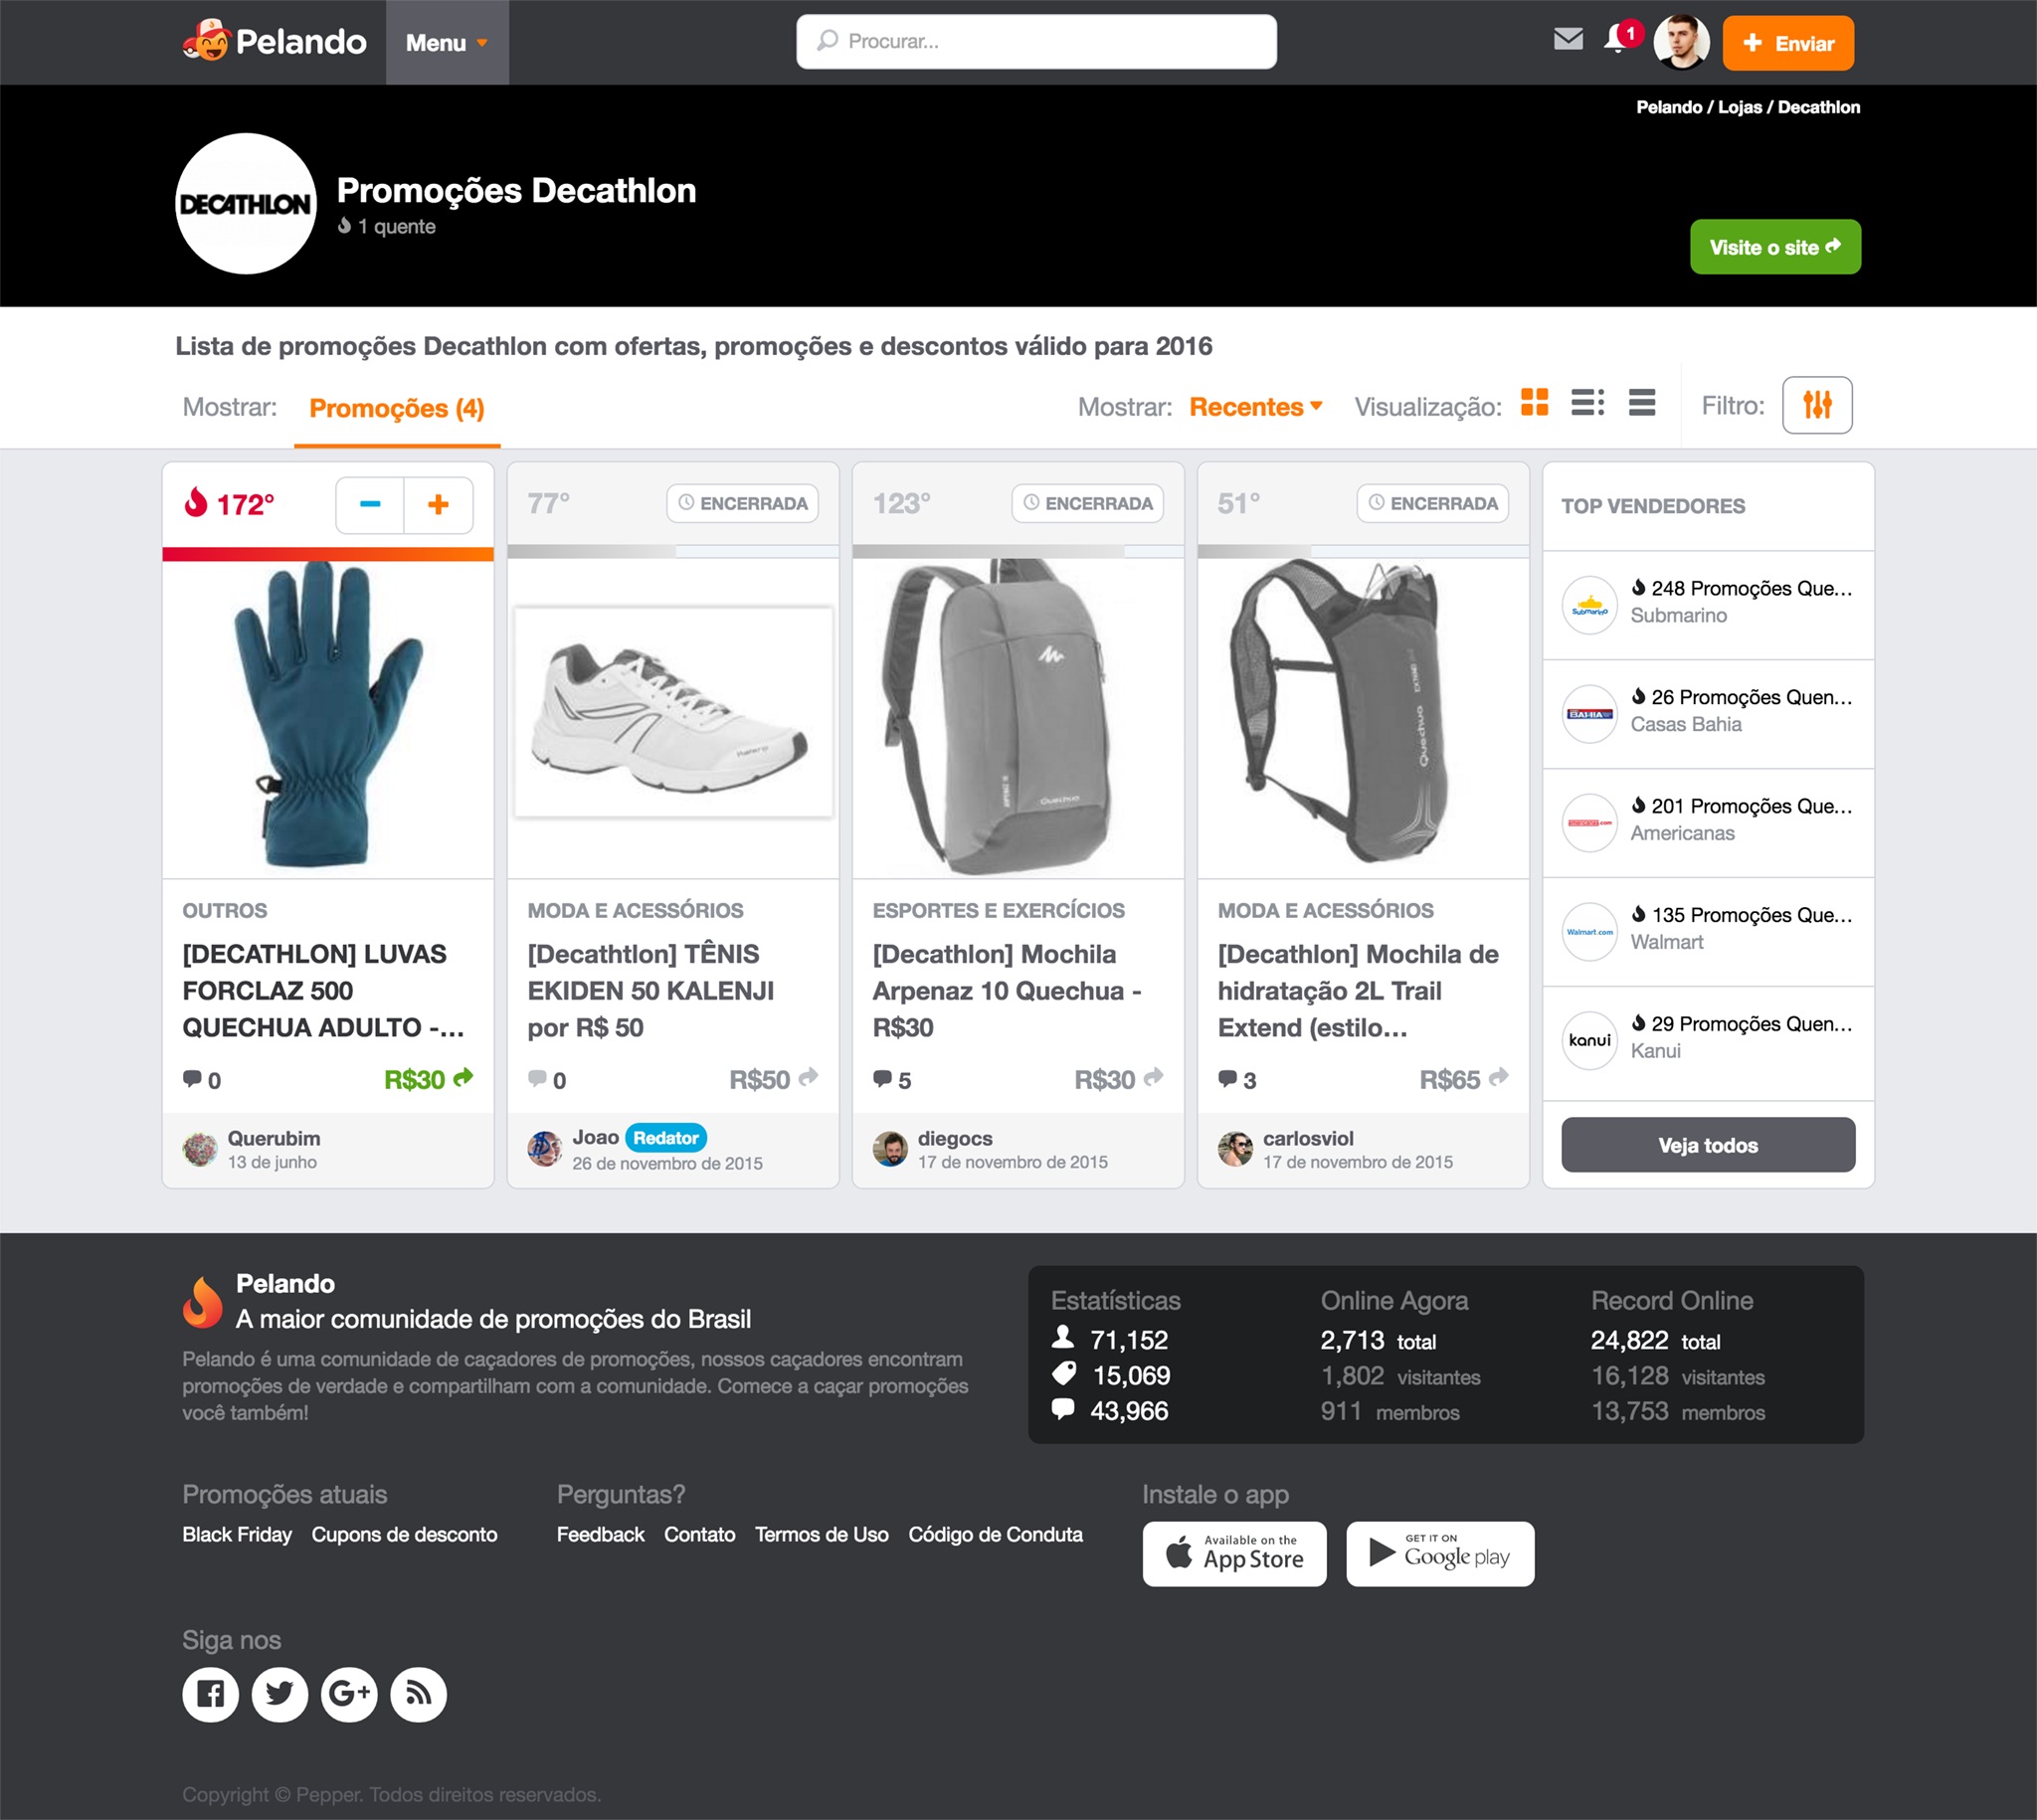 Pelando
Menu
Procurar...
1
Enviar
Pelando / Lojas / Decathlon
DECATHLON
Promoções Decathlon
1 quente
Visite o site
Lista de promoções Decathlon com ofertas, promoções e descontos válido para 2016
Mostrar: Promoções (4)
Mostrar: Recentes
Visualização:
Filtro:
172°
77° ENCERRADA
123° ENCERRADA
51° ENCERRADA
OUTROS
[DECATHLON] LUVAS
FORCLAZ 500
QUECHUA ADULTO -...
0 R$30
Querubim
13 de junho
MODA E ACESSÓRIOS
[Decathtlon] TÊNIS
EKIDEN 50 KALENJI
por R$ 50
0 R$50
Joao Redator
26 de novembro de 2015
Quechua
ESPORTES E EXERCÍCIOS
[Decathlon] Mochila
Arpenaz 10 Quechua -
R$30
5 R$30
diegocs
17 de novembro de 2015
Quechua
MODA E ACESSÓRIOS
[Decathlon] Mochila de
hidratação 2L Trail
Extend (estilo...
3 R$65
carlosviol
17 de novembro de 2015
TOP VENDEDORES
Submarino
248 Promoções Que...
Submarino
BAHIA
26 Promoções Quen...
Casas Bahia
americanas.com
201 Promoções Que...
Americanas
Walmart.com
135 Promoções Que...
Walmart
kanui
29 Promoções Quen...
Kanui
Veja todos
Pelando
A maior comunidade de promoções do Brasil
Pelando é uma comunidade de caçadores de promoções, nossos caçadores encontram
promoções de verdade e compartilham com a comunidade. Comece a caçar promoções
você também!
Estatísticas
71,152
15,069
43,966
Online Agora
2,713 total
1,802 visitantes
911 membros
Record Online
24,822 total
16,128 visitantes
13,753 membros
Promoções atuais
Black Friday Cupons de desconto
Perguntas?
Feedback Contato Termos de Uso Código de Conduta
Instale o app
Available on the
App Store
GET IT ON
Google play
Siga nos
G+
Copyright © Pepper. Todos direitos reservados.